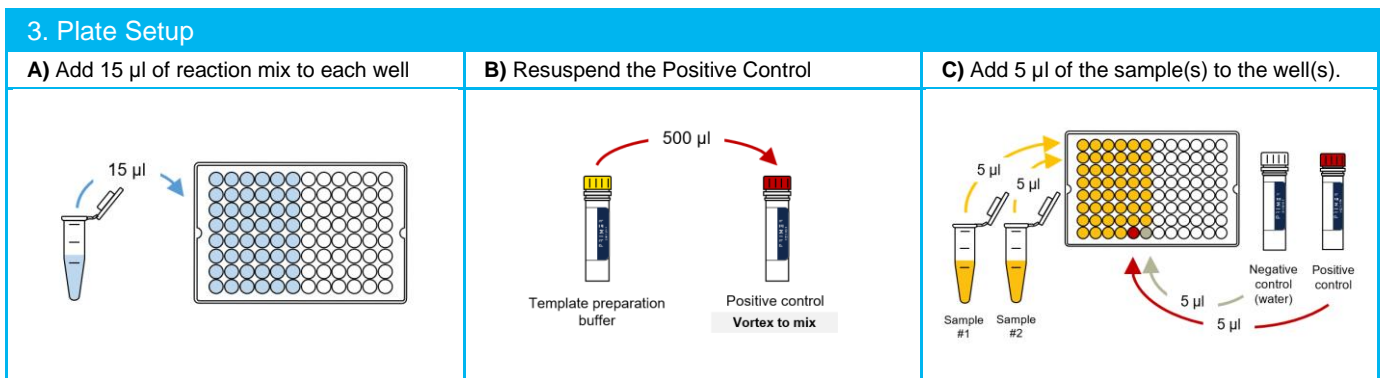 3. Plate Setup
A) Add 15 µl of reaction mix to each well
B) Resuspend the Positive Control
C) Add 5 µl of the sample(s) to the well(s).
15 µl
500 µl
Template preparation
buffer
Positive control
Vortex to mix
5 µl
5 µl
Sample
#1
Sample
#2
5 µl
5 µl
Negative
control
(water)
Positive
control